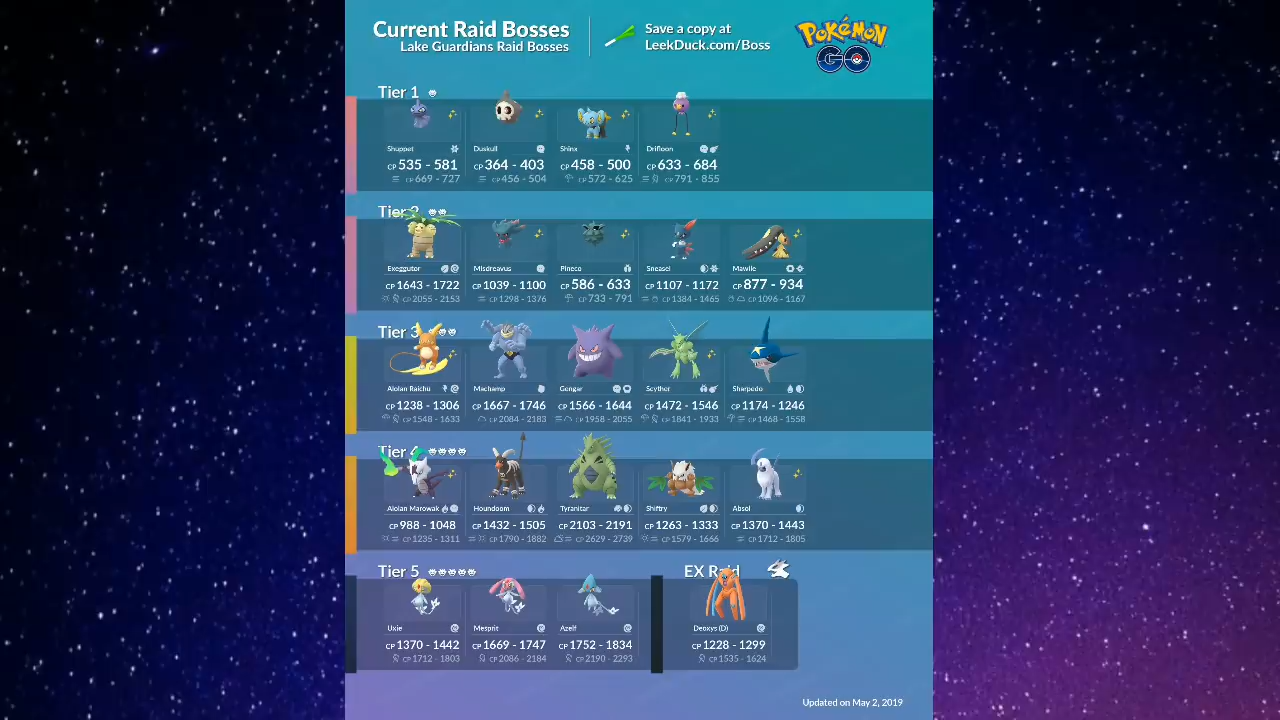 Current Raid Bosses
Lake Guardians Raid Bosses
Save a copy at
LeekDuck.com/Boss
POKÉMON
GO
Tier 1
Shuppet
Duskull
Shinx
Drifloon
CP 535 - 581
CP 364 - 403
CP 458 - 500
CP 633 - 684
CP 669 - 727
CP 456 - 504
CP 572 - 625
CP 791 - 855
Tier 2
Exeggutor
Misdreavus
Pineco
Sneasel
Mawile
CP 1643 - 1722
CP 1039 - 1100
CP 586 - 633
CP 1107 - 1172
CP 877 - 934
CP 2055 - 2153
CP 1298 - 1376
CP 733 - 791
CP 1384 - 1465
CP 1096 - 1167
Tier 3
Alolan Raichu
Machamp
Gengar
Scyther
Sharpedo
CP 1238 - 1306
CP 1667 - 1746
CP 1566 - 1644
CP 1472 - 1546
CP 1174 - 1246
CP 1548 - 1633
CP 2084 - 2183
CP 1958 - 2055
CP 1841 - 1933
CP 1468 - 1558
Tier 4
Alolan Marowak
Houndoom
Tyranitar
Shiftry
Absol
CP 988 - 1048
CP 1432 - 1505
CP 2103 - 2191
CP 1263 - 1333
CP 1370 - 1443
CP 1235 - 1311
CP 1790 - 1882
CP 2629 - 2739
CP 1579 - 1666
CP 1712 - 1805
Tier 5
EX Raid
Uxie
Mesprit
Azelf
Deoxys (D)
CP 1370 - 1442
CP 1669 - 1747
CP 1752 - 1834
CP 1228 - 1299
CP 1712 - 1803
CP 2086 - 2184
CP 2190 - 2293
CP 1535 - 1624
Updated on May 2, 2019